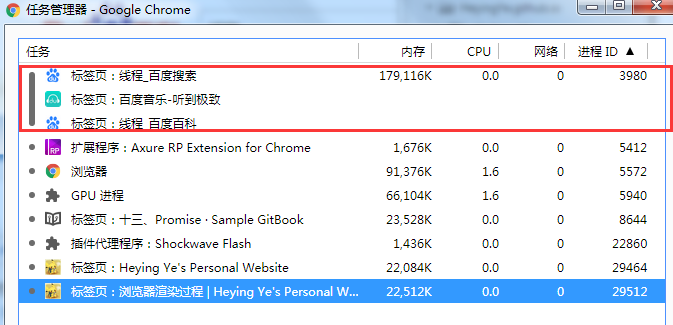 任务管理器 - Google Chrome
任务 内存 CPU 网络 进程 ID ▲
标签页：线程_百度搜索 179,116K 0.0 0 3980
标签页：百度音乐-听到极致
标签页：线程_百度百科
RP 扩展程序：Axure RP Extension for Chrome 1,676K 0.0 0 5412
浏览器 91,376K 1.6 0 5572
GPU 进程 66,104K 1.6 0 5940
标签页：十三、Promise · Sample GitBook 23,528K 0.0 0 8644
插件代理程序：Shockwave Flash 1,436K 0.0 0 22860
标签页：Heying Ye's Personal Website 22,084K 0.0 0 29464
标签页：浏览器渲染过程 | Heying Ye's Personal W... 22,512K 0.0 0 29512